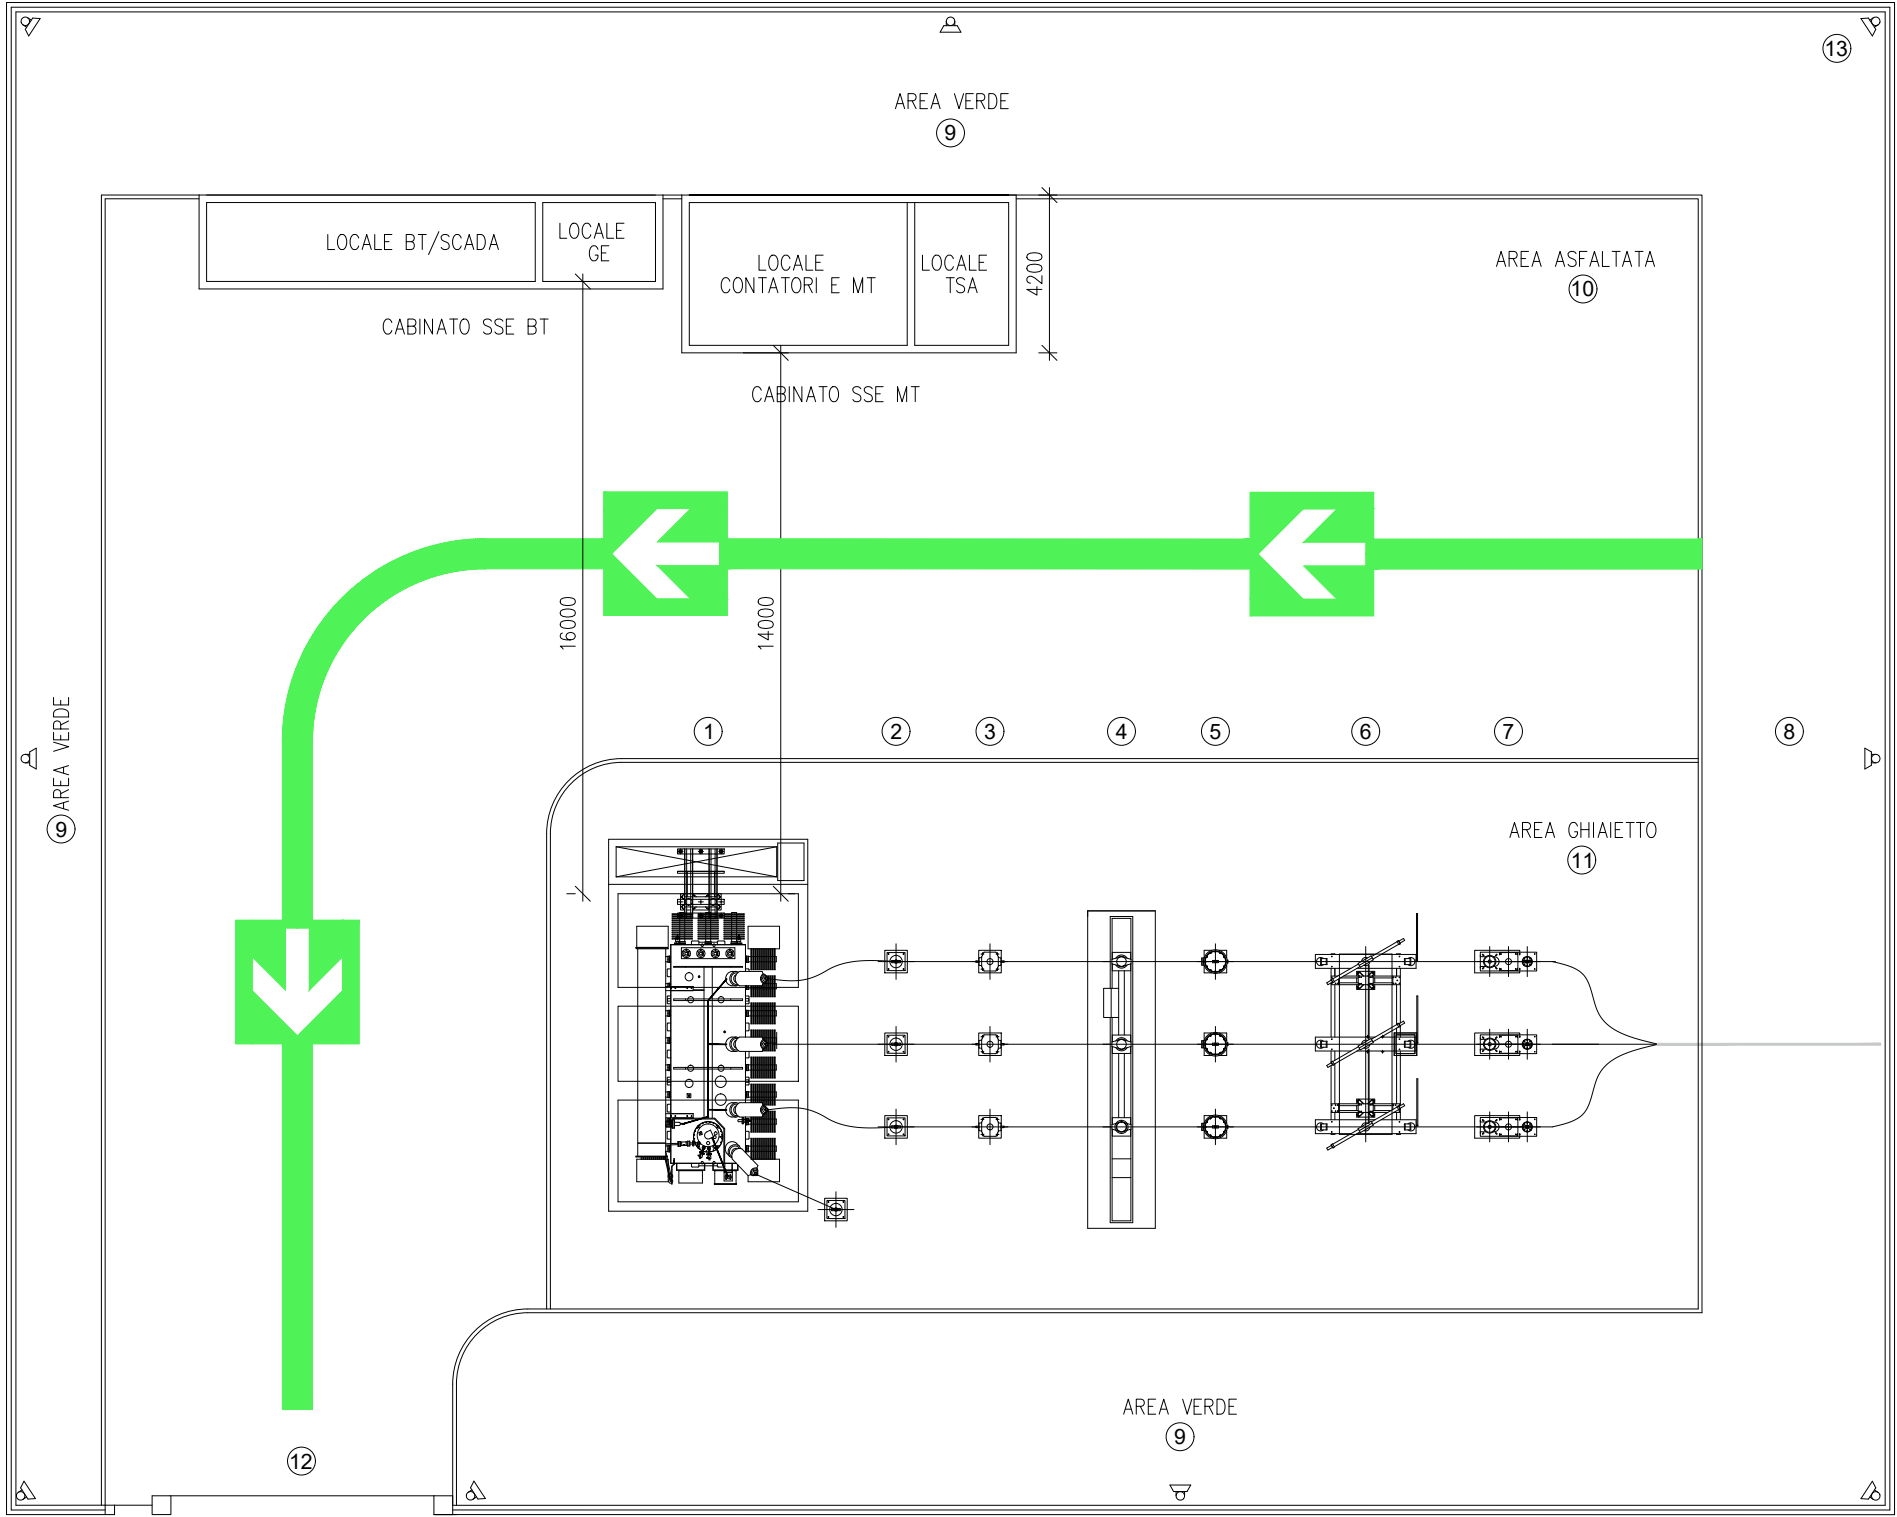 13
AREA VERDE
9
LOCALE BT/SCADA
LOCALE
GE
LOCALE
CONTATORI E MT
LOCALE
TSA
4200
AREA ASFALTATA
10
CABINATO SSE BT
CABINATO SSE MT
16000
14000
1
2
3
4
5
6
7
8
AREA VERDE
9
AREA GHIAIETTO
11
AREA VERDE
9
12